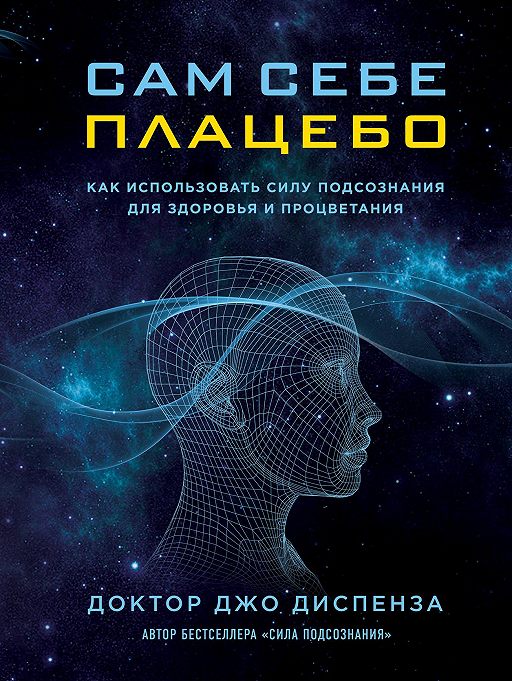 САМ СЕБЕ
ПЛАЦЕБО
КАК ИСПОЛЬЗОВАТЬ СИЛУ ПОДСОЗНАНИЯ
ДЛЯ ЗДОРОВЬЯ И ПРОЦВЕТАНИЯ
ДОКТОР ДЖО ДИСПЕНЗА
АВТОР БЕСТСЕЛЛЕРА «СИЛА ПОДСОЗНАНИЯ»